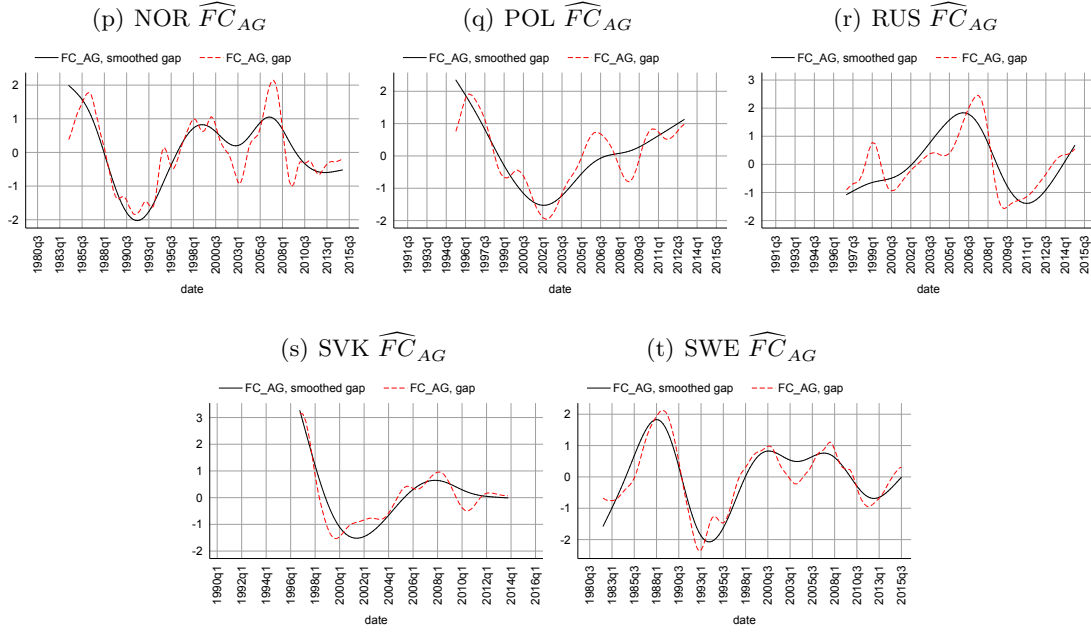 (p) NOR $\widehat{FC}_{AG}$
FC_AG, smoothed gap FC_AG, gap
2
1
0
-1
-2
1980q3 1983q1 1985q3 1988q1 1990q3 1993q1 1995q3 1998q1 2000q3 2003q1 2005q3 2008q1 2010q3 2013q1 2015q3
date
(q) POL $\widehat{FC}_{AG}$
FC_AG, smoothed gap FC_AG, gap
2
1
0
-1
-2
1991q3 1993q1 1994q3 1996q1 1997q3 1999q1 2000q3 2002q1 2003q3 2005q1 2006q3 2008q1 2009q3 2011q1 2012q3 2014q1 2015q3
date
(r) RUS $\widehat{FC}_{AG}$
FC_AG, smoothed gap FC_AG, gap
3
2
1
0
-1
-2
1991q3 1993q1 1994q3 1996q1 1997q3 1999q1 2000q3 2002q1 2003q3 2005q1 2006q3 2008q1 2009q3 2011q1 2012q3 2014q1 2015q3
date
(s) SVK $\widehat{FC}_{AG}$
FC_AG, smoothed gap FC_AG, gap
3
2
1
0
-1
-2
1990q1 1992q1 1994q1 1996q1 1998q1 2000q1 2002q1 2004q1 2006q1 2008q1 2010q1 2012q1 2014q1 2016q1
date
(t) SWE $\widehat{FC}_{AG}$
FC_AG, smoothed gap FC_AG, gap
2
1
0
-1
-2
1980q3 1983q1 1985q3 1988q1 1990q3 1993q1 1995q3 1998q1 2000q3 2003q1 2005q3 2008q1 2010q3 2013q1 2015q3
date